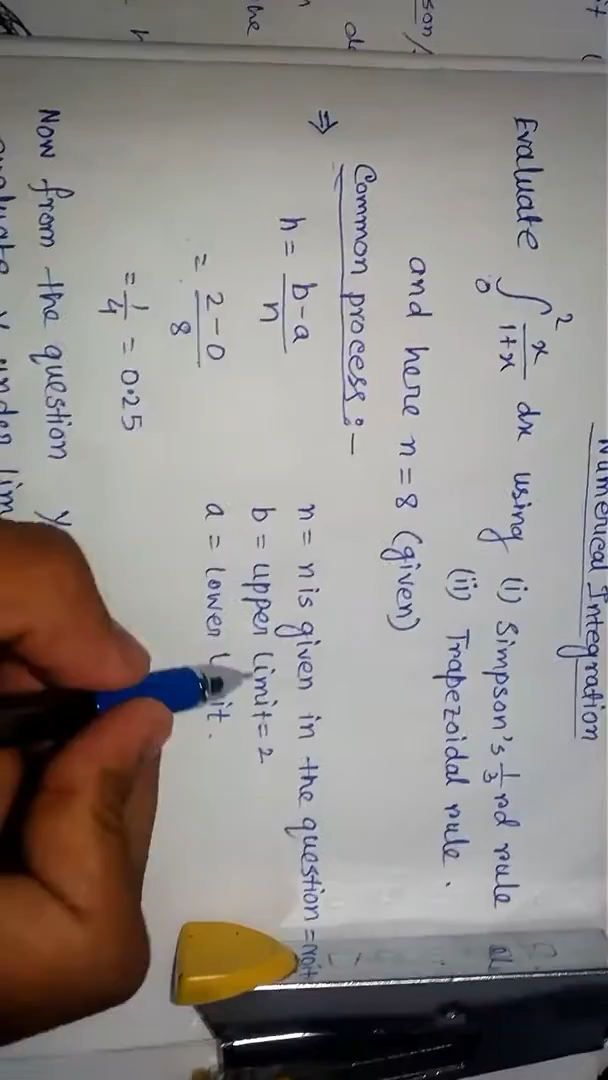 Numerical Integration
Evaluate ∫₀² x/(1+x) dx using (i) Simpson's 1/3 rd rule
(ii) Trapezoidal rule.
and here n = 8 (given)
⇒ Common process :-
h = (b-a)/n
n = n is given in the question =
b = upper limit = 2
= (2-0)/8
a = lower
= 1/4 = 0.25
Now from the question